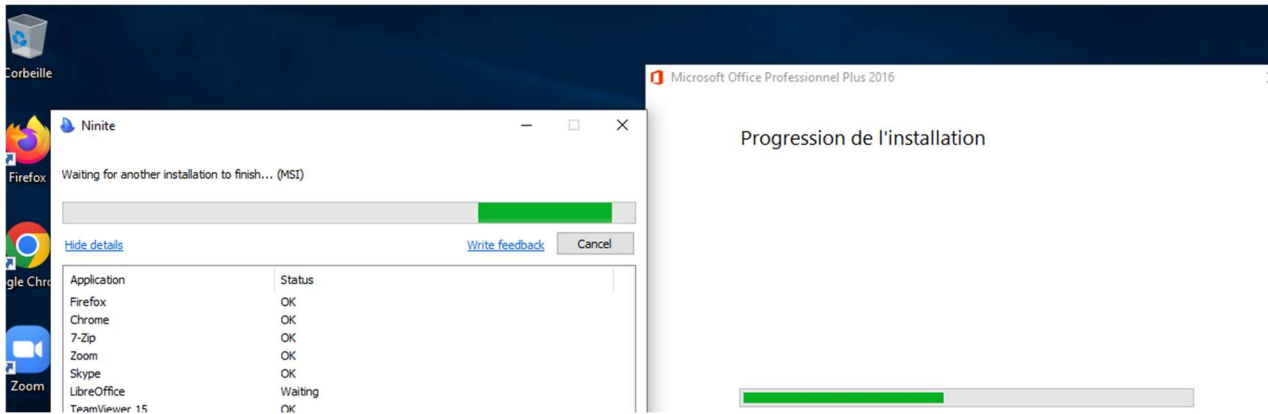 Corbeille
Firefox
gle Chro
Zoom
Ninite
Waiting for another installation to finish... (MSI)
Hide details
Write feedback
Cancel
Application Status
Firefox OK
Chrome OK
7-Zip OK
Zoom OK
Skype OK
LibreOffice Waiting
TeamViewer 15 OK
Microsoft Office Professionnel Plus 2016
Progression de l'installation